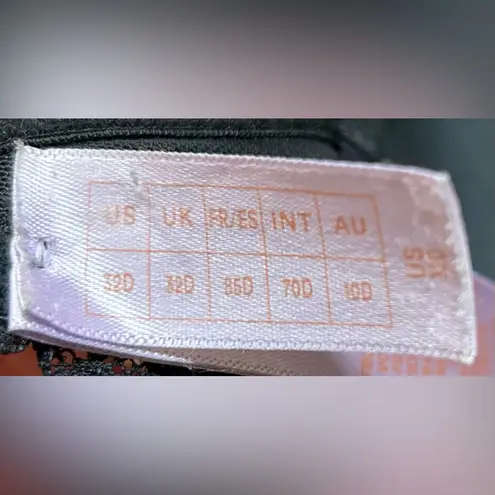 US UK FR/ES INT AU
32D 32D 85D 70D 10D